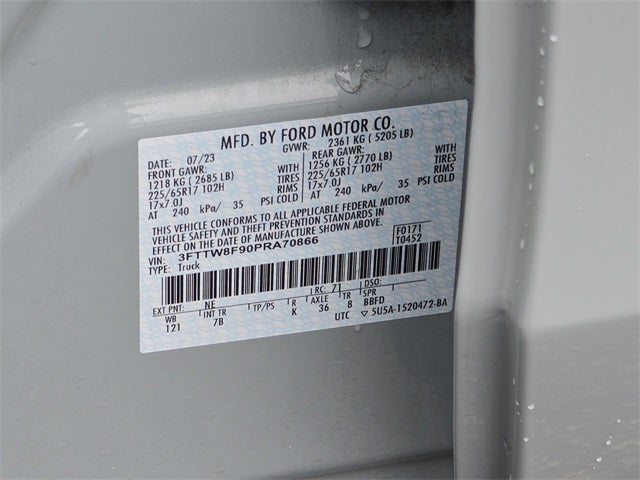 MFD. BY FORD MOTOR CO.
DATE: 07/23 GVWR: 2361 KG ( 5205 LB)
FRONT GAWR: REAR GAWR:
1218 KG ( 2685 LB) WITH 1256 KG ( 2770 LB) WITH
225/65R17 102H TIRES 225/65R17 102H TIRES
17x7.0J RIMS 17x7.0J RIMS
AT 240 kPa/ 35 PSI COLD AT 240 kPa/ 35 PSI COLD
THIS VEHICLE CONFORMS TO ALL APPLICABLE FEDERAL MOTOR
VEHICLE SAFETY AND THEFT PREVENTION STANDARDS IN
EFFECT ON THE DATE OF MANUFACTURE SHOWN ABOVE.
VIN: 3FTTW8F90PRA70866 F0171
TYPE: Truck T0452
EXT PNT: NE RC: 71 DSO:
WB INT TR TP/PS R AXLE TR SPR
121 7B K 36 8 BBFD
UTC ▽ 5U5A-1520472-BA